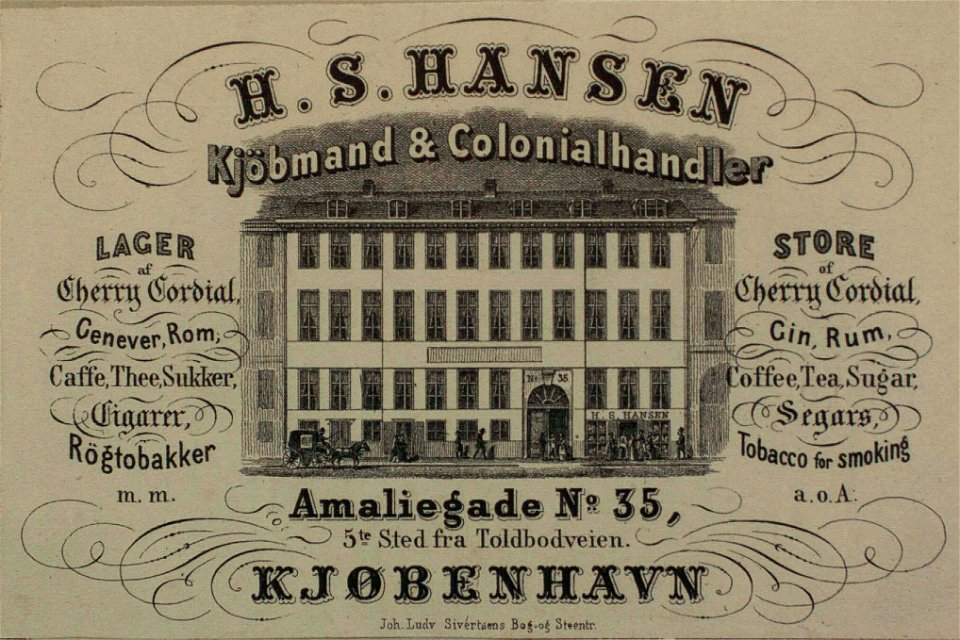 H. S. HANSEN
Kjöbmand & Colonialhandler
LAGER
af
Cherry Cordial,
Genever, Rom,
Caffe, Thee, Sukker,
Cigarer,
Rögtobakker
m. m.
No 35
H. S. HANSEN
STORE
of
Cherry Cordial,
Gin, Rum,
Coffee, Tea, Sugar,
Segars,
Tobacco for smoking
a. o. A.
Amaliegade No 35,
5te Sted fra Toldbodveien.
KJØBENHAVN
Joh. Ludv Sivertsens Bog-og Steentr.